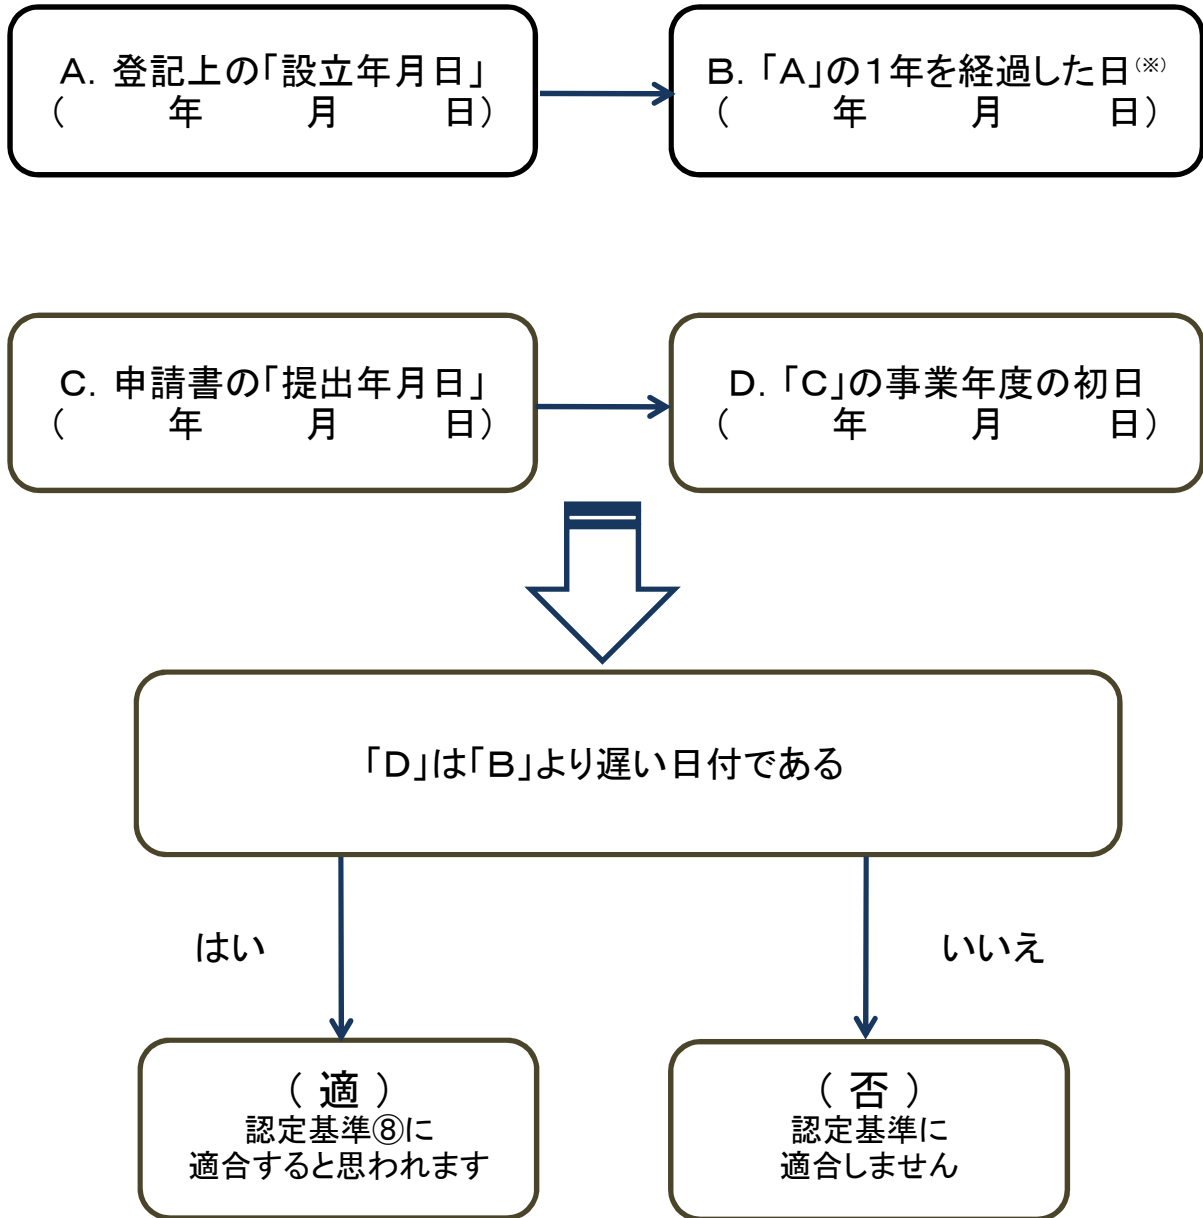 A. 登記上の「設立年月日」
(　　　年　　　月　　　日)
B. 「A」の1年を経過した日(※)
(　　　年　　　月　　　日)
C. 申請書の「提出年月日」
(　　　年　　　月　　　日)
D. 「C」の事業年度の初日
(　　　年　　　月　　　日)
「D」は「B」より遅い日付である
はい
いいえ
( 適 )
認定基準⑧に
適合すると思われます
( 否 )
認定基準に
適合しません